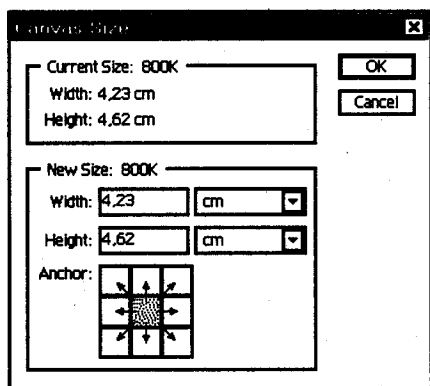 Canvas Size
Current Size: 800K
Width: 4,23 cm
Height: 4,62 cm
OK
Cancel
New Size: 800K
Width: 4,23 cm
Height: 4,62 cm
Anchor: